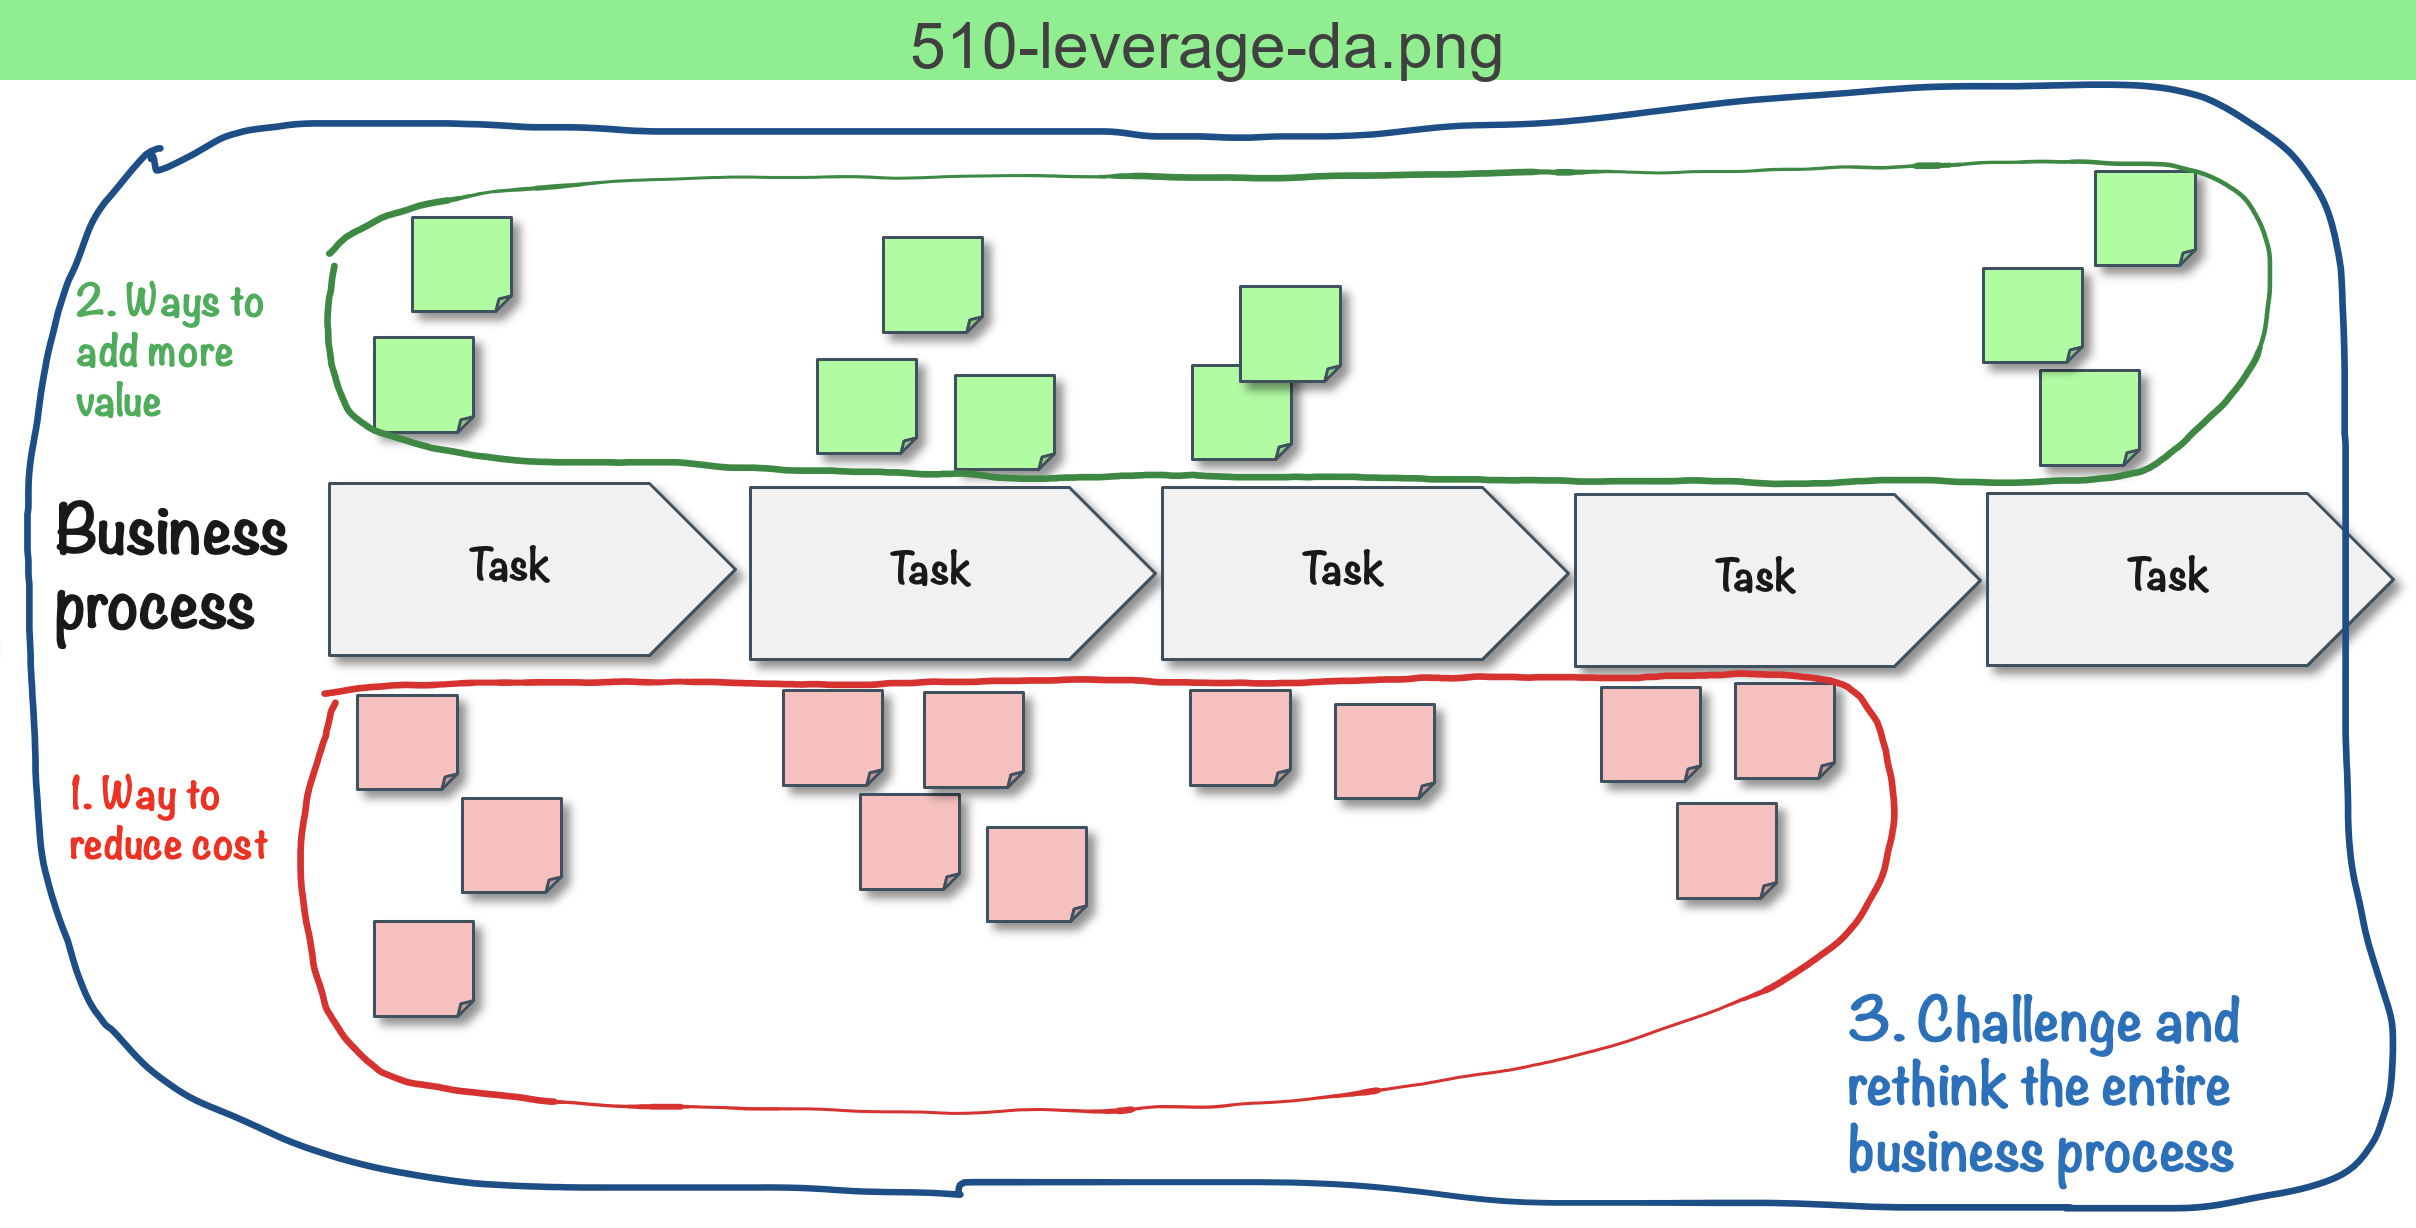 510-leverage-da.png
2. Ways to
add more
value
Business
process
Task
Task
Task
Task
Task
1. Way to
reduce cost
3. Challenge and
rethink the entire
business process